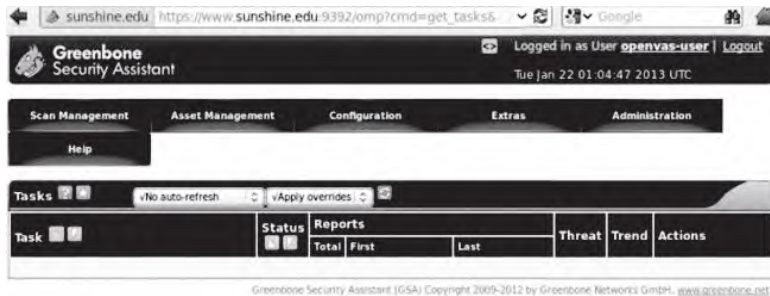 sunshine.edu https://www.sunshine.edu:9392/omp?cmd=get_tasks& Google
Greenbone
Security Assistant
Logged in as User openvas-user | Logout
Tue Jan 22 01:04:47 2013 UTC
Scan Management Asset Management Configuration Extras Administration
Help
Tasks ? √No auto-refresh √Apply overrides
Task Status Reports Threat Trend Actions
Total First Last
Greenbone Security Assistant (GSA) Copyright 2009-2012 by Greenbone Networks GmbH, www.greenbone.net